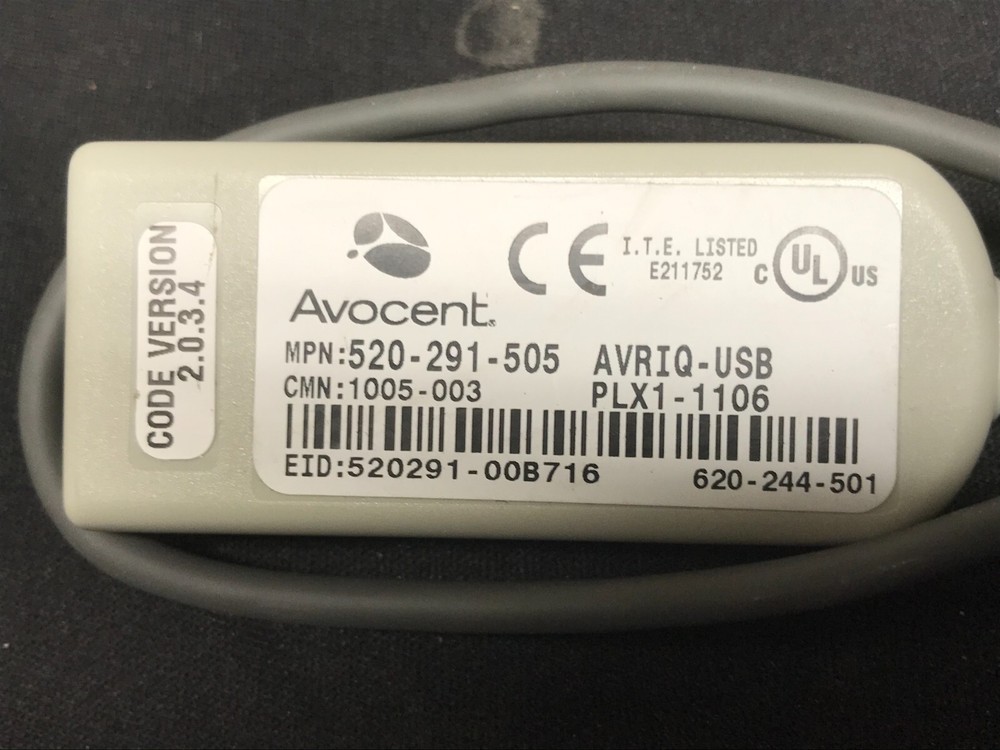 CODE VERSION
2.0.3.4
Avocent®
CE
I.T.E. LISTED
E211752
C UL US
MPN:520-291-505 AVRIQ-USB
CMN:1005-003 PLX1-1106
EID:520291-00B716 620-244-501